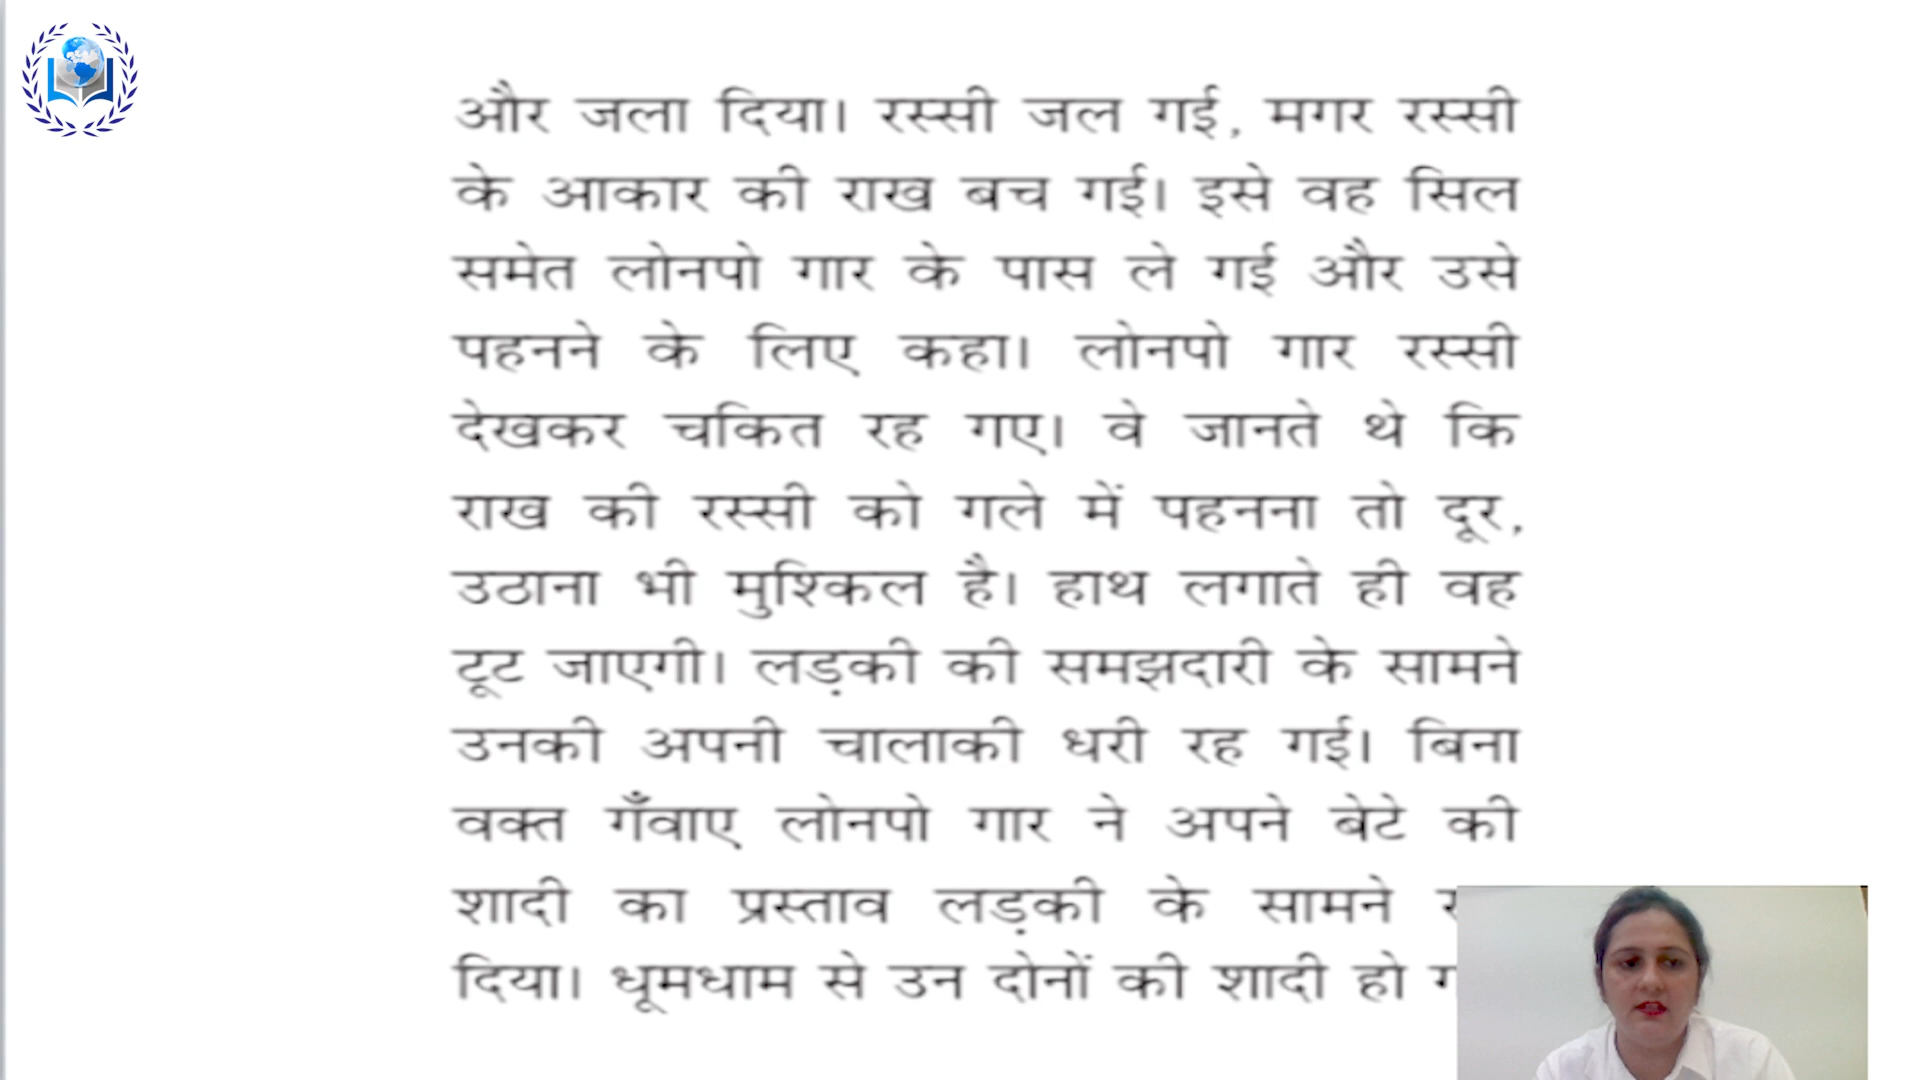 और जला दिया। रस्सी जल गई, मगर रस्सी
के आकार की राख बच गई। इसे वह सिल
समेत लोनपो गार के पास ले गई और उसे
पहनने के लिए कहा। लोनपो गार रस्सी
देखकर चकित रह गए। वे जानते थे कि
राख की रस्सी को गले में पहनना तो दूर,
उठाना भी मुश्किल है। हाथ लगाते ही वह
टूट जाएगी। लड़की की समझदारी के सामने
उनकी अपनी चालाकी धरी रह गई। बिना
वक्त गँवाए लोनपो गार ने अपने बेटे की
शादी का प्रस्ताव लड़की के सामने
दिया। धूमधाम से उन दोनों की शादी हो